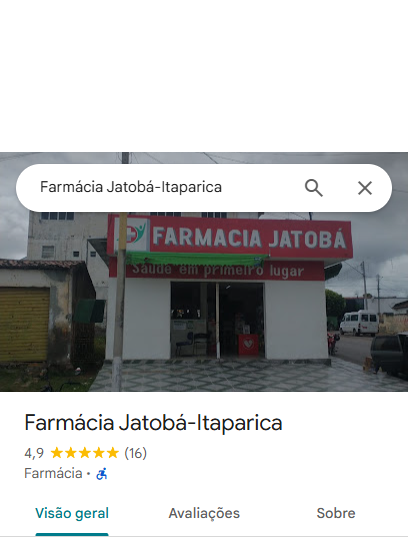 Farmácia Jatobá-Itaparica
FARMACIA JATOBÁ
Saúde em primeiro lugar
Farmácia Jatobá-Itaparica
4,9 (16)
Farmácia ·
Visão geral Avaliações Sobre